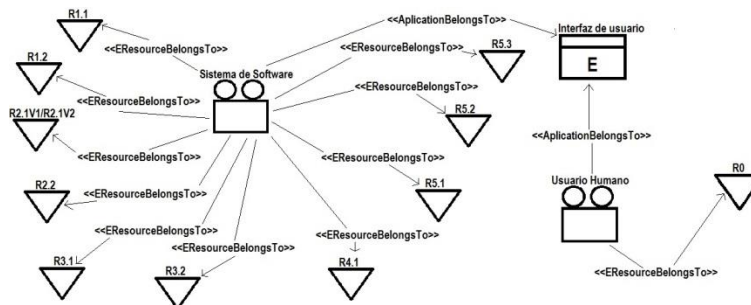 R1.1
<<AplicationBelongsTo>>
Interfaz de usuario
<<EResourceBelongsTo>>
<<EResourceBelongsTo>>
R5.3
R1.2
Sistema de Software
E
<<EResourceBelongsTo>>
<<EResourceBelongsTo>>
R2.1V1/R2.1V2
R5.2
<<AplicationBelongsTo>>
<<EResourceBelongsTo>>
<<EResourceBelongsTo>>
R2.2
R5.1
Usuario Humano
R0
<<EResourceBelongsTo>>
<<EResourceBelongsTo>>
<<EResourceBelongsTo>>
<<EResourceBelongsTo>>
R3.1
R3.2
R4.1
<<EResourceBelongsTo>>